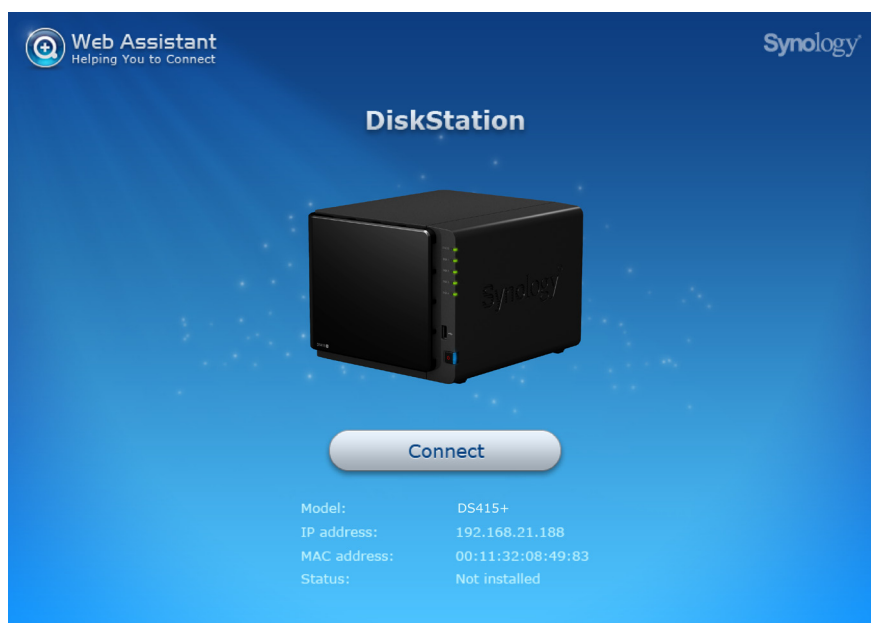 Web Assistant
Helping You to Connect
Synology
DiskStation
Synology
Connect
Model: DS415+
IP address: 192.168.21.188
MAC address: 00:11:32:08:49:83
Status: Not installed